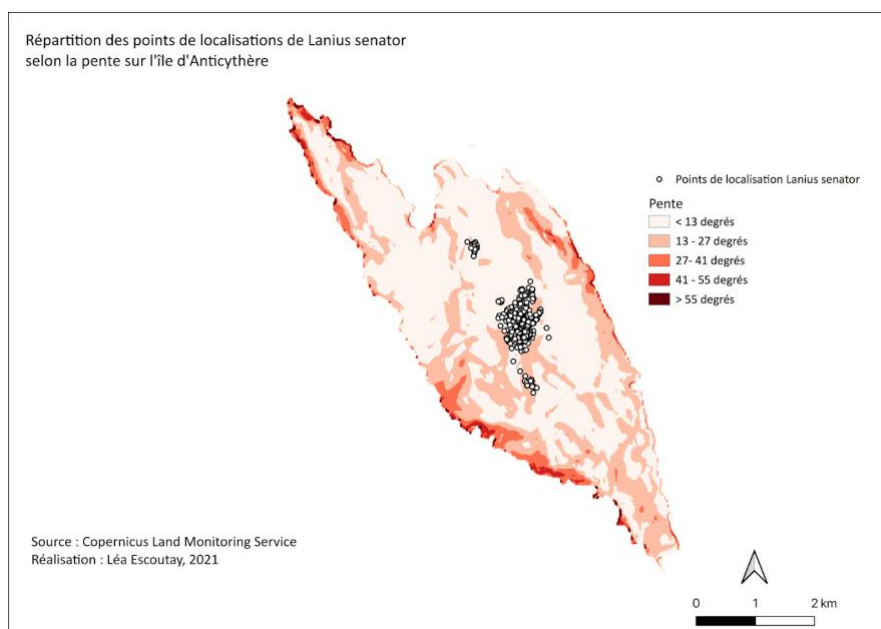 Répartition des points de localisations de Lanius senator
selon la pente sur l'île d'Anticythère
Points de localisation Lanius senator
Pente
< 13 degrés
13 - 27 degrés
27- 41 degrés
41 - 55 degrés
> 55 degrés
Source : Copernicus Land Monitoring Service
Réalisation : Léa Escoutay, 2021
0 1 2 km